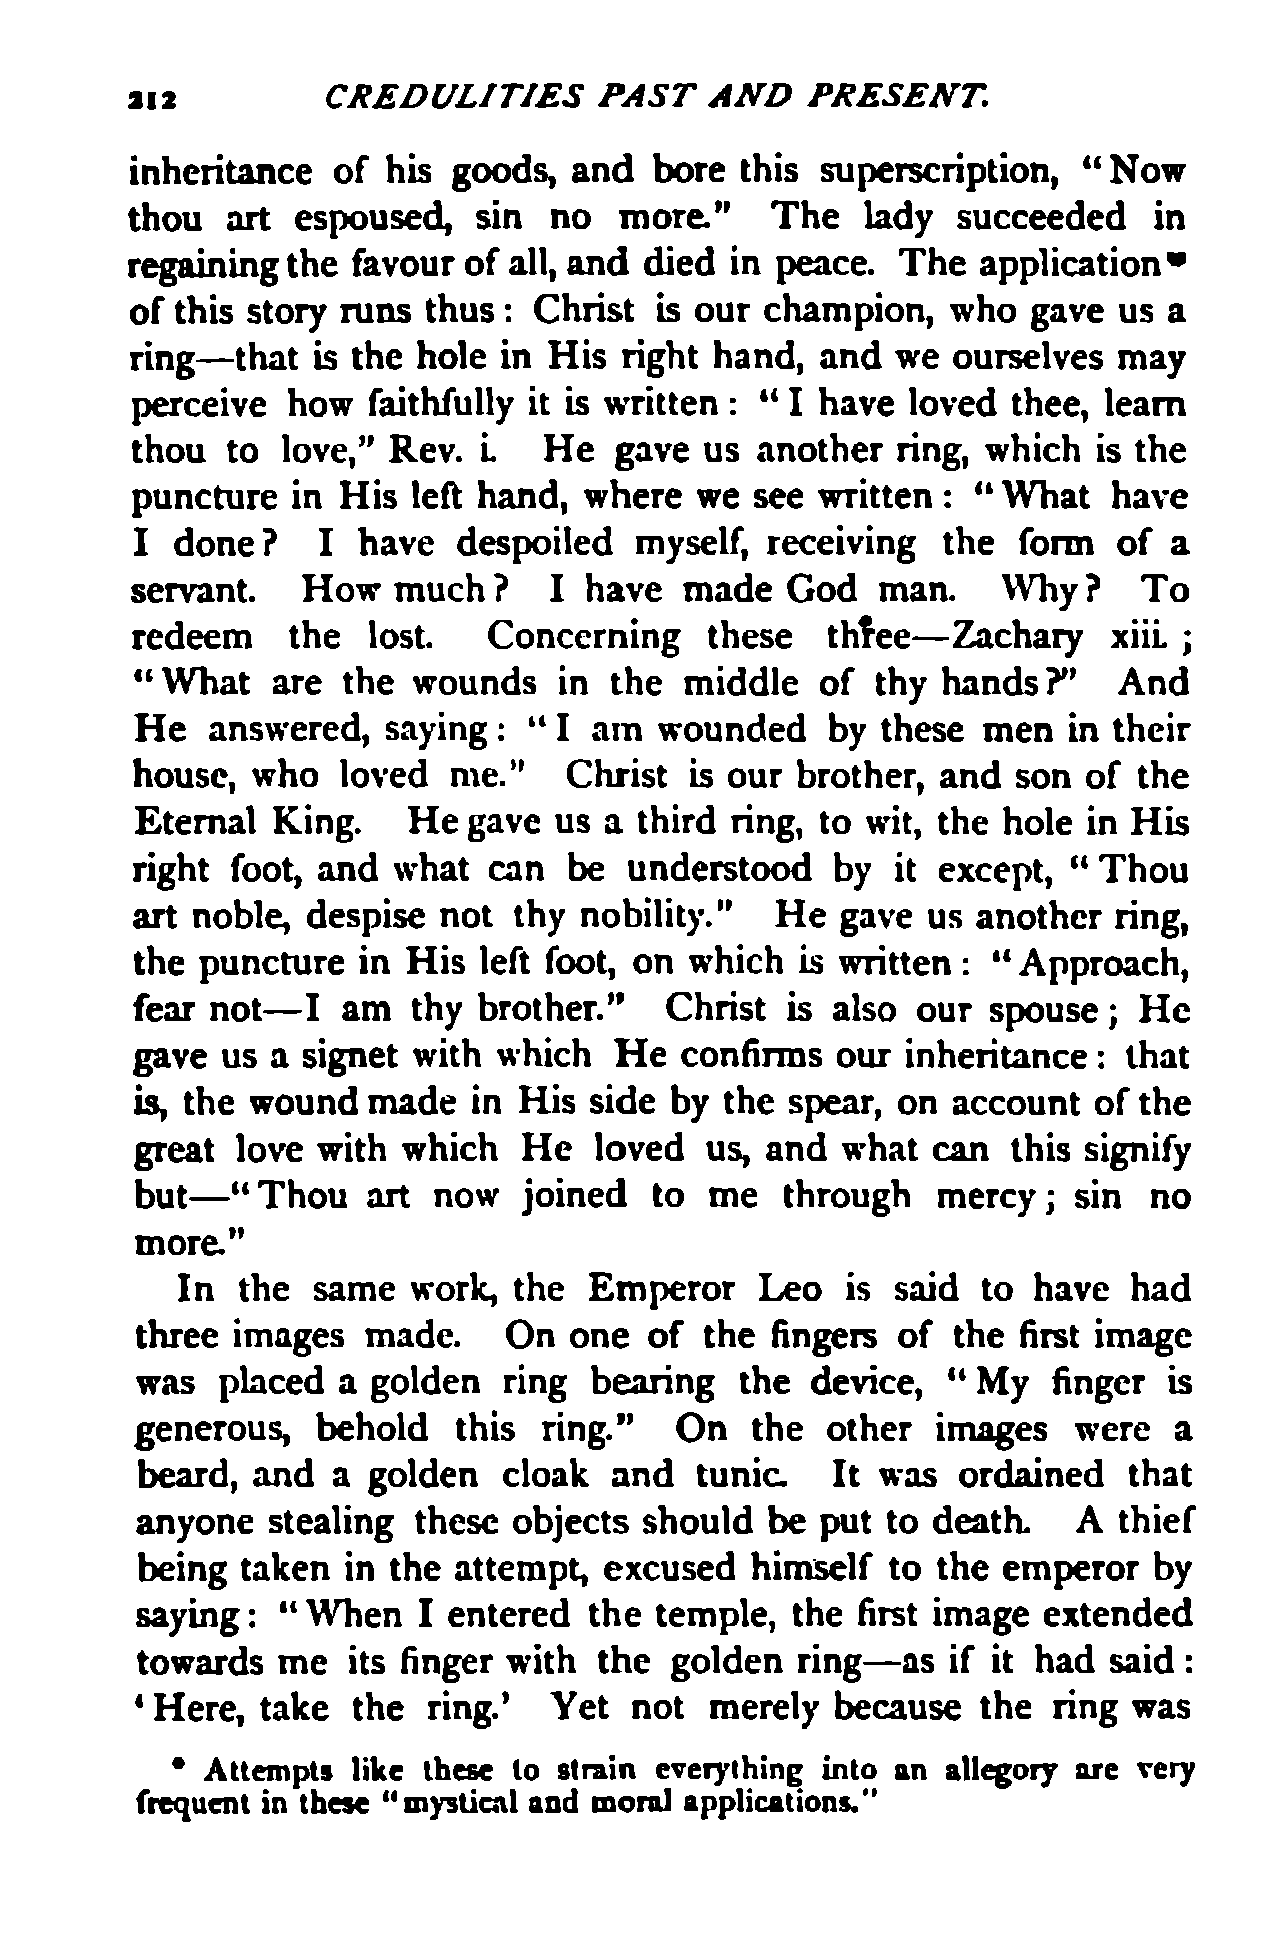 212 CREDULITIES PAST AND PRESENT.
inheritance of his goods, and bore this superscription, "Now
thou art espoused, sin no more." The lady succeeded in
regaining the favour of all, and died in peace. The application*
of this story runs thus: Christ is our champion, who gave us a
ring—that is the hole in His right hand, and we ourselves may
perceive how faithfully it is written: "I have loved thee, learn
thou to love," Rev. i. He gave us another ring, which is the
puncture in His left hand, where we see written: "What have
I done? I have despoiled myself, receiving the form of a
servant. How much? I have made God man. Why? To
redeem the lost. Concerning these three—Zachary xiii.;
"What are the wounds in the middle of thy hands?" And
He answered, saying: "I am wounded by these men in their
house, who loved me." Christ is our brother, and son of the
Eternal King. He gave us a third ring, to wit, the hole in His
right foot, and what can be understood by it except, "Thou
art noble, despise not thy nobility." He gave us another ring,
the puncture in His left foot, on which is written: "Approach,
fear not—I am thy brother." Christ is also our spouse; He
gave us a signet with which He confirms our inheritance: that
is, the wound made in His side by the spear, on account of the
great love with which He loved us, and what can this signify
but—"Thou art now joined to me through mercy; sin no
more."
In the same work, the Emperor Leo is said to have had
three images made. On one of the fingers of the first image
was placed a golden ring bearing the device, "My finger is
generous, behold this ring." On the other images were a
beard, and a golden cloak and tunic. It was ordained that
anyone stealing these objects should be put to death. A thief
being taken in the attempt, excused himself to the emperor by
saying: "When I entered the temple, the first image extended
towards me its finger with the golden ring—as if it had said:
'Here, take the ring.' Yet not merely because the ring was
* Attempts like these to strain everything into an allegory are very
frequent in these "mystical and moral applications."